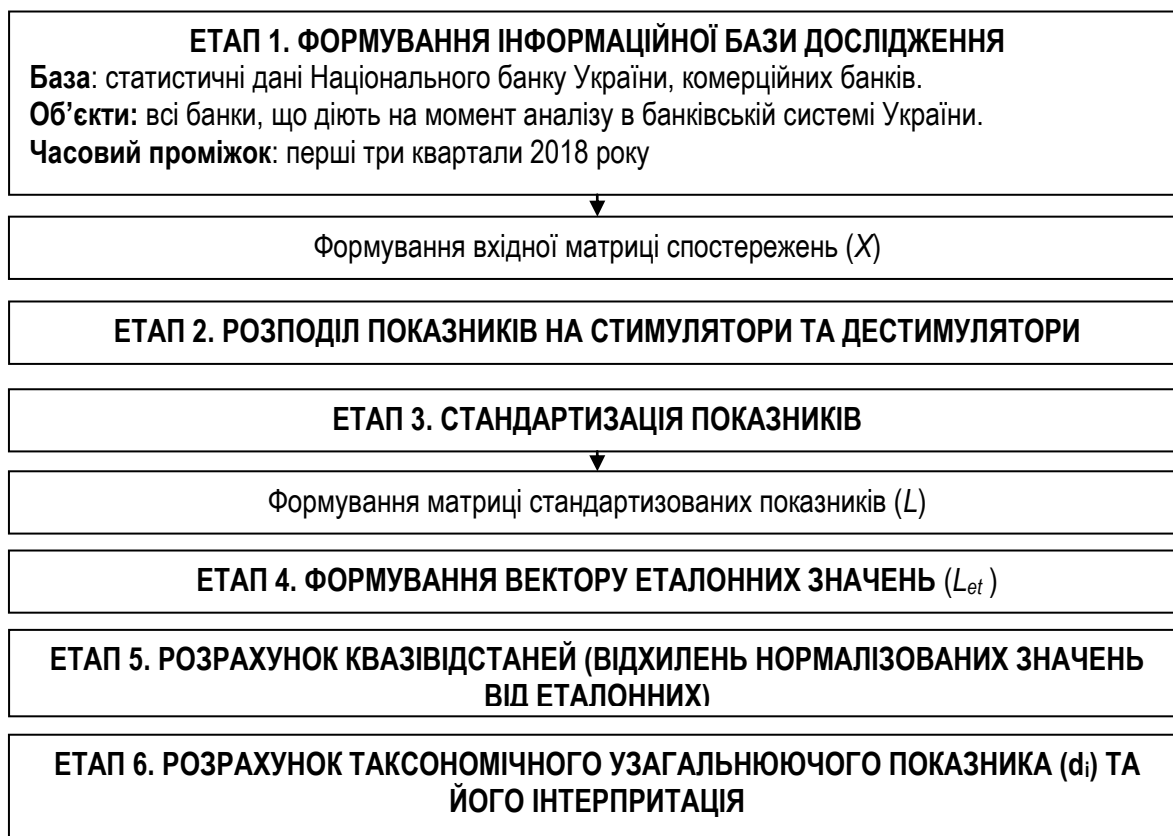 ЕТАП 1. ФОРМУВАННЯ ІНФОРМАЦІЙНОЇ БАЗИ ДОСЛІДЖЕННЯ
База: статистичні дані Національного банку України, комерційних банків.
Об’єкти: всі банки, що діють на момент аналізу в банківській системі України.
Часовий проміжок: перші три квартали 2018 року
Формування вхідної матриці спостережень (X)
ЕТАП 2. РОЗПОДІЛ ПОКАЗНИКІВ НА СТИМУЛЯТОРИ ТА ДЕСТИМУЛЯТОРИ
ЕТАП 3. СТАНДАРТИЗАЦІЯ ПОКАЗНИКІВ
Формування матриці стандартизованих показників (L)
ЕТАП 4. ФОРМУВАННЯ ВЕКТОРУ ЕТАЛОННИХ ЗНАЧЕНЬ (Let )
ЕТАП 5. РОЗРАХУНОК КВАЗІВІДСТАНЕЙ (ВІДХИЛЕНЬ НОРМАЛІЗОВАНИХ ЗНАЧЕНЬ
ВІД ЕТАЛОННИХ)
ЕТАП 6. РОЗРАХУНОК ТАКСОНОМІЧНОГО УЗАГАЛЬНЮЮЧОГО ПОКАЗНИКА (di) ТА
ЙОГО ІНТЕРПРИТАЦІЯ